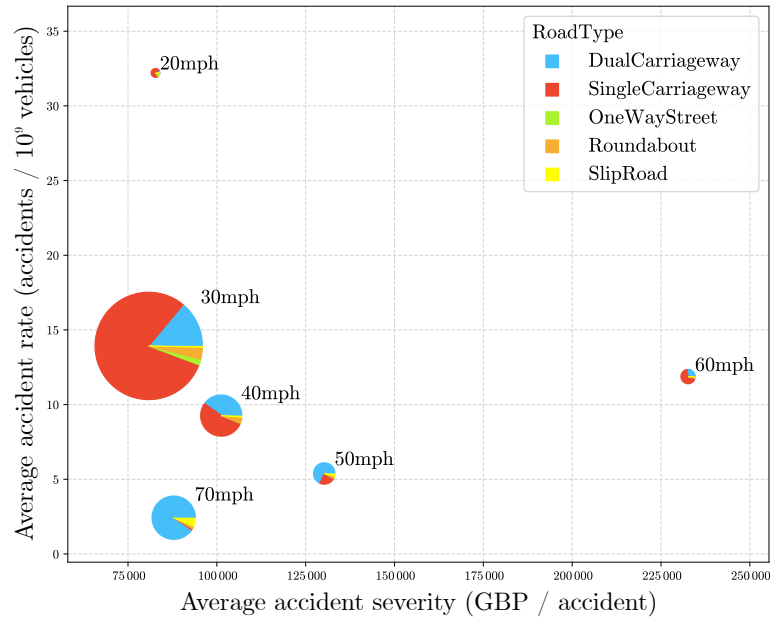 RoadType
DualCarriageway
SingleCarriageway
OneWayStreet
Roundabout
SlipRoad
20mph
30mph
40mph
50mph
60mph
70mph
Average accident rate (accidents / 10⁹ vehicles)
35
30
25
20
15
10
5
0
75 000 100 000 125 000 150 000 175 000 200 000 225 000 250 000
Average accident severity (GBP / accident)